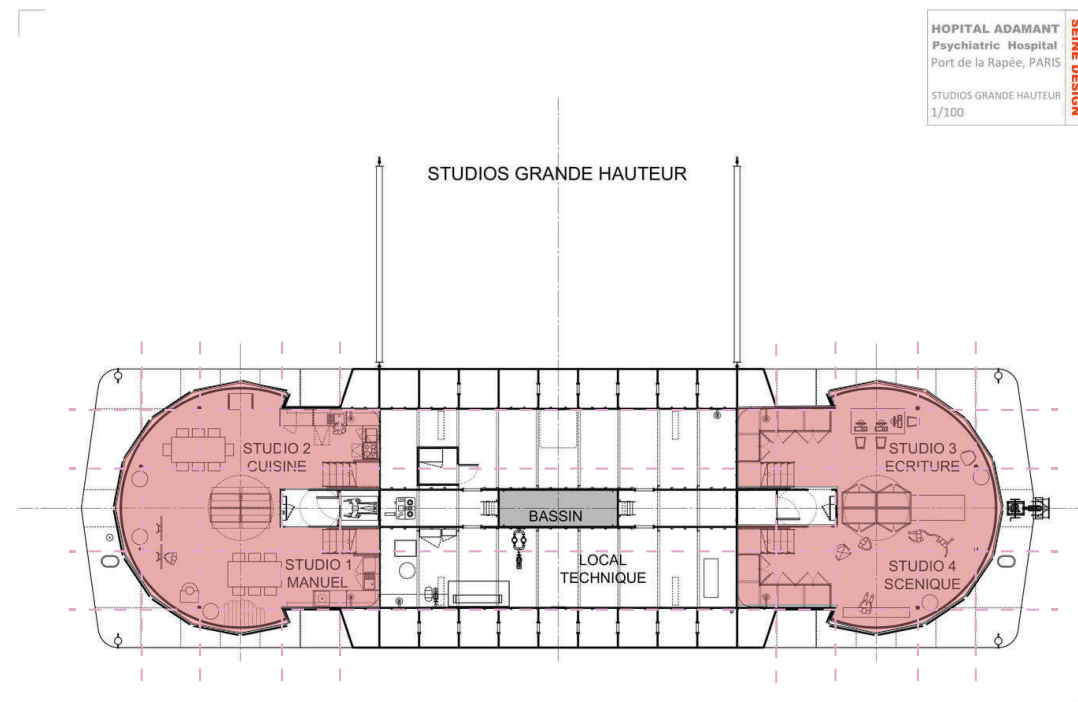 HOPITAL ADAMANT
Psychiatric Hospital
Port de la Rapée, PARIS
STUDIOS GRANDE HAUTEUR
1/100
SEINE DESIGN
STUDIOS GRANDE HAUTEUR
STUDIO 2
CUISINE
STUDIO 3
ECRITURE
BASSIN
STUDIO 1
MANUEL
LOCAL
TECHNIQUE
STUDIO 4
SCENIQUE